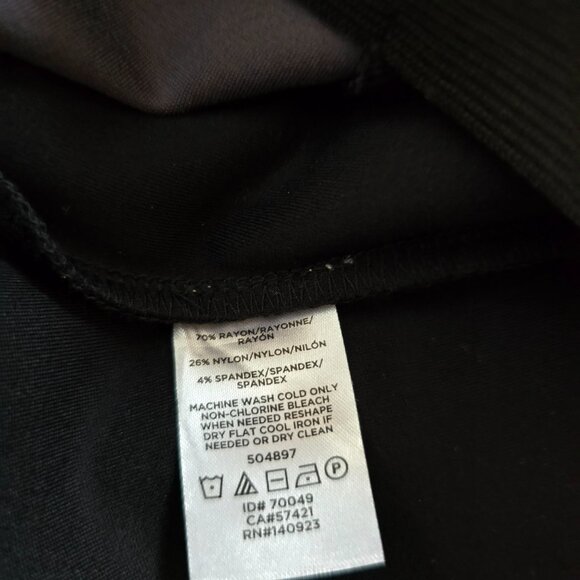 70% RAYON/RAYONNE/
RAYÓN
26% NYLON/NYLON/NILÓN
4% SPANDEX/SPANDEX/
SPANDEX
MACHINE WASH COLD ONLY
NON-CHLORINE BLEACH
WHEN NEEDED RESHAPE
DRY FLAT COOL IRON IF
NEEDED OR DRY CLEAN
504897
P
ID# 70049
CA#57421
RN#140923